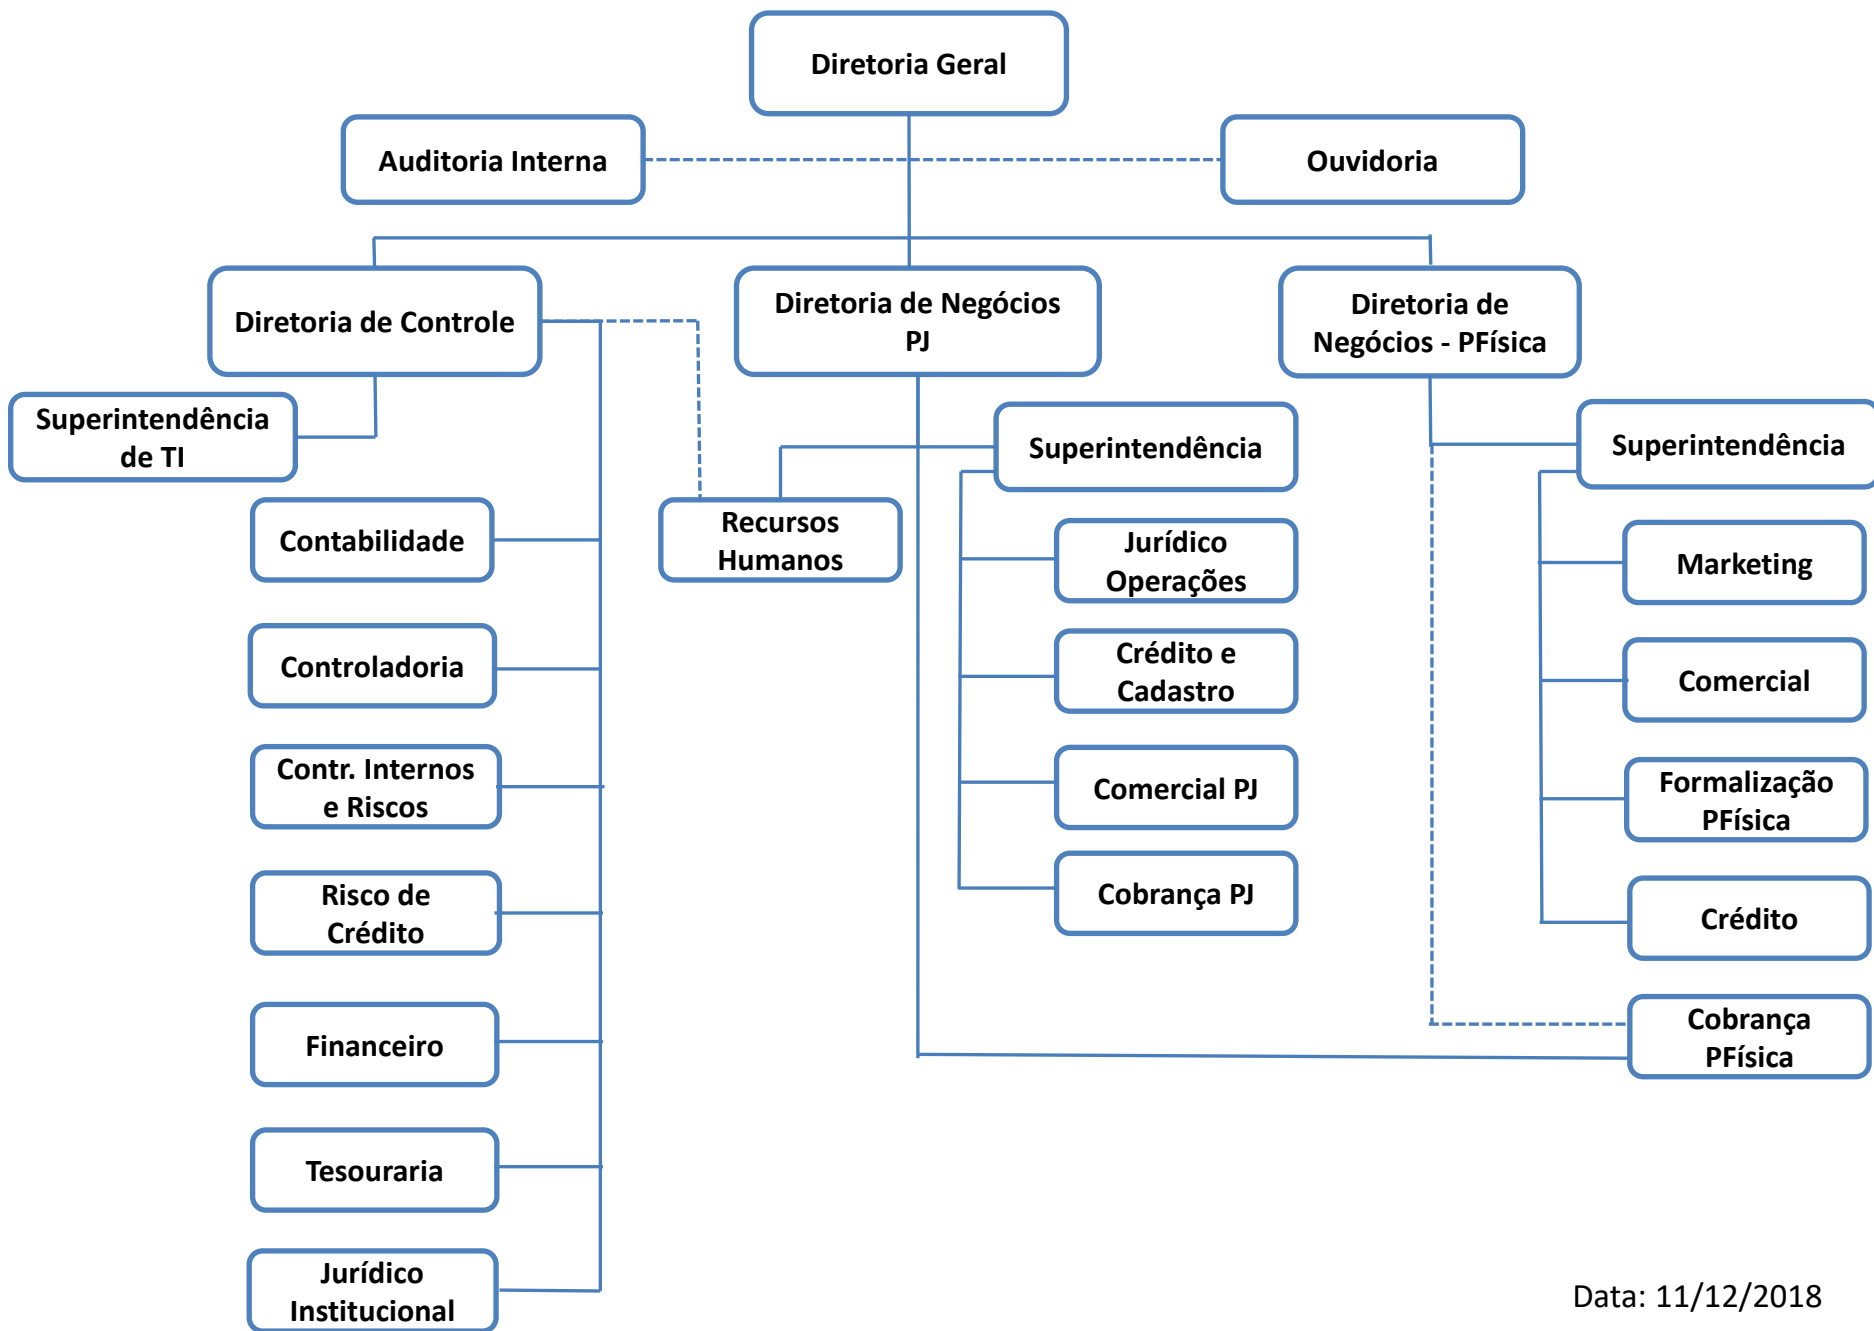 Diretoria Geral
Auditoria Interna
Ouvidoria
Diretoria de Controle
Diretoria de Negócios
PJ
Diretoria de
Negócios - PFísica
Superintendência
de TI
Superintendência
Superintendência
Contabilidade
Recursos
Humanos
Jurídico
Operações
Marketing
Controladoria
Crédito e
Cadastro
Comercial
Contr. Internos
e Riscos
Comercial PJ
Formalização
PFísica
Risco de
Crédito
Cobrança PJ
Crédito
Financeiro
Cobrança
PFísica
Tesouraria
Jurídico
Institucional
Data: 11/12/2018